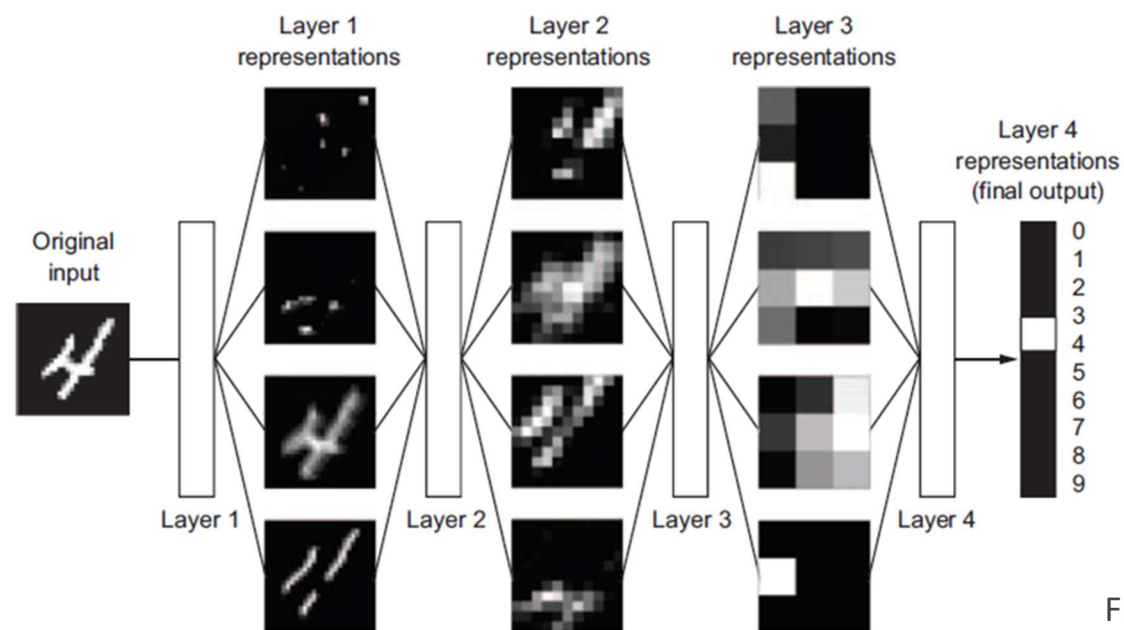 Layer 1
representations
Layer 2
representations
Layer 3
representations
Layer 4
representations
(final output)
Original
input
0
1
2
3
4
5
6
7
8
9
Layer 1
Layer 2
Layer 3
Layer 4
F